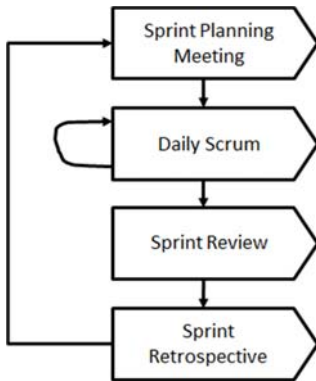 Sprint Planning
Meeting
Daily Scrum
Sprint Review
Sprint
Retrospective